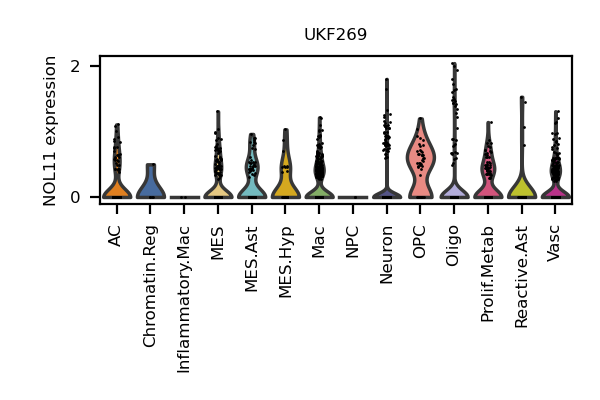 UKF269
NOL11 expression
2
0
AC
Chromatin.Reg
Inflammatory.Mac
MES
MES.Ast
MES.Hyp
Mac
NPC
Neuron
OPC
Oligo
Prolif.Metab
Reactive.Ast
Vasc